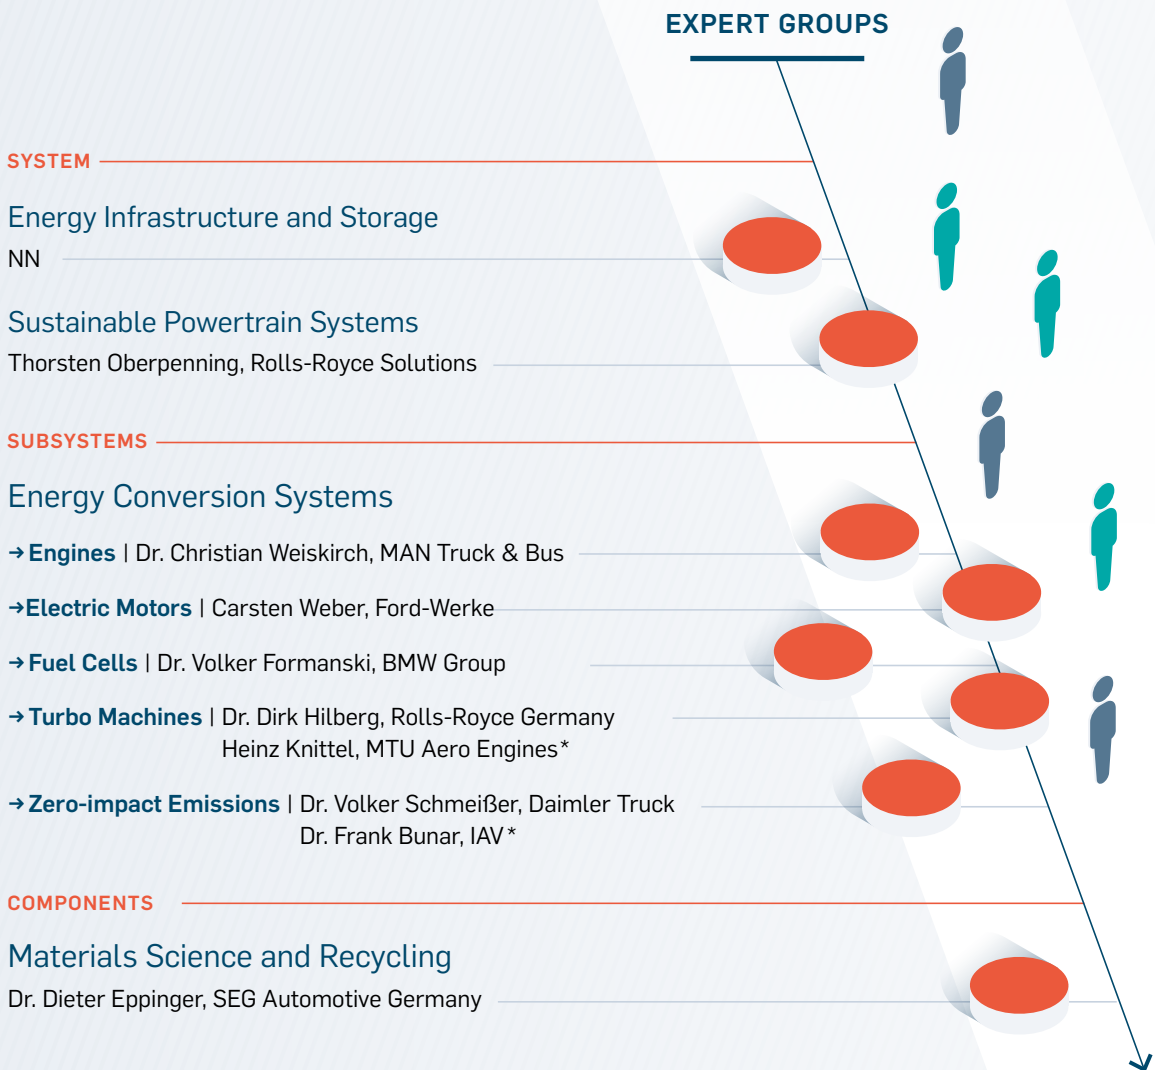 EXPERT GROUPS
SYSTEM
Energy Infrastructure and Storage
NN
Sustainable Powertrain Systems
Thorsten Oberpenning, Rolls-Royce Solutions
SUBSYSTEMS
Energy Conversion Systems
→ Engines | Dr. Christian Weiskirch, MAN Truck & Bus
→Electric Motors | Carsten Weber, Ford-Werke
→ Fuel Cells | Dr. Volker Formanski, BMW Group
→ Turbo Machines | Dr. Dirk Hilberg, Rolls-Royce Germany
Heinz Knittel, MTU Aero Engines*
→ Zero-impact Emissions | Dr. Volker Schmeißer, Daimler Truck
Dr. Frank Bunar, IAV*
COMPONENTS
Materials Science and Recycling
Dr. Dieter Eppinger, SEG Automotive Germany